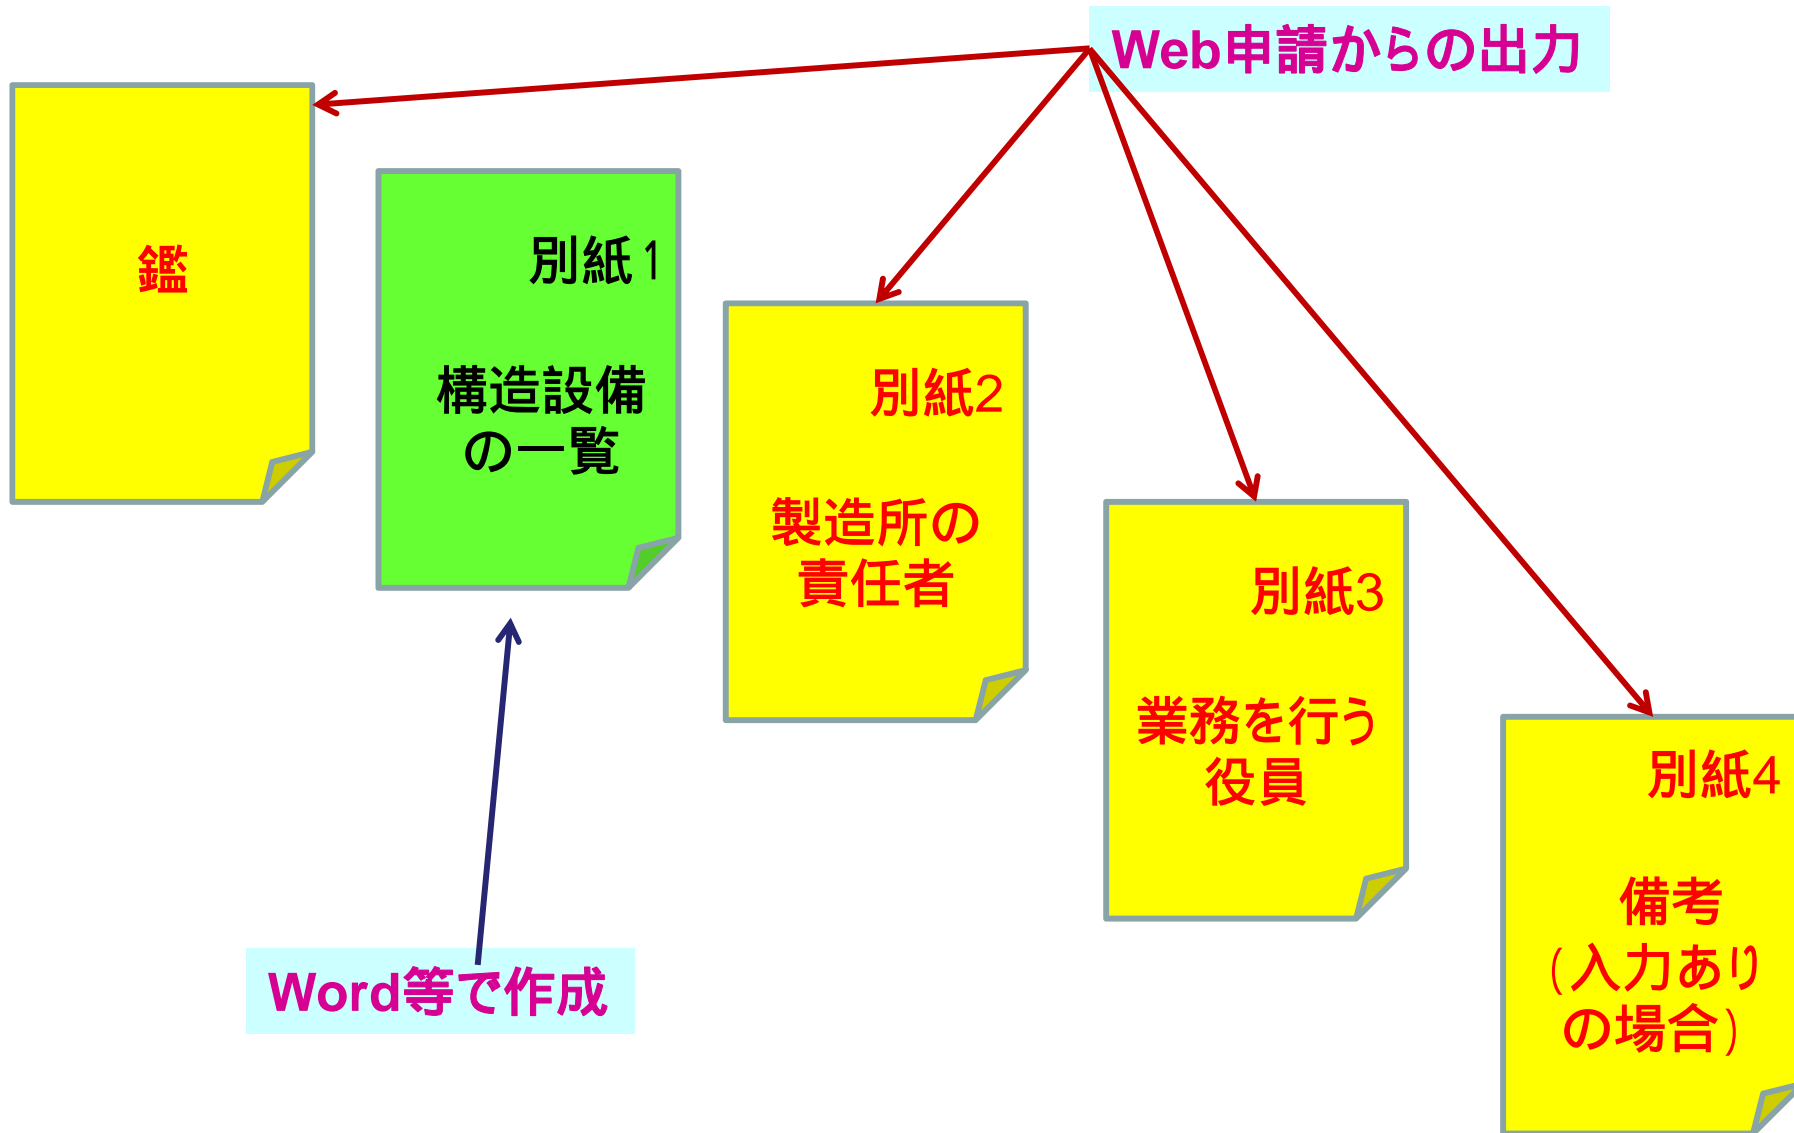 Web申請からの出力
鑑
別紙1
構造設備
の一覧
別紙2
製造所の
責任者
別紙3
業務を行う
役員
別紙4
備考
(入力あり
の場合)
Word等で作成